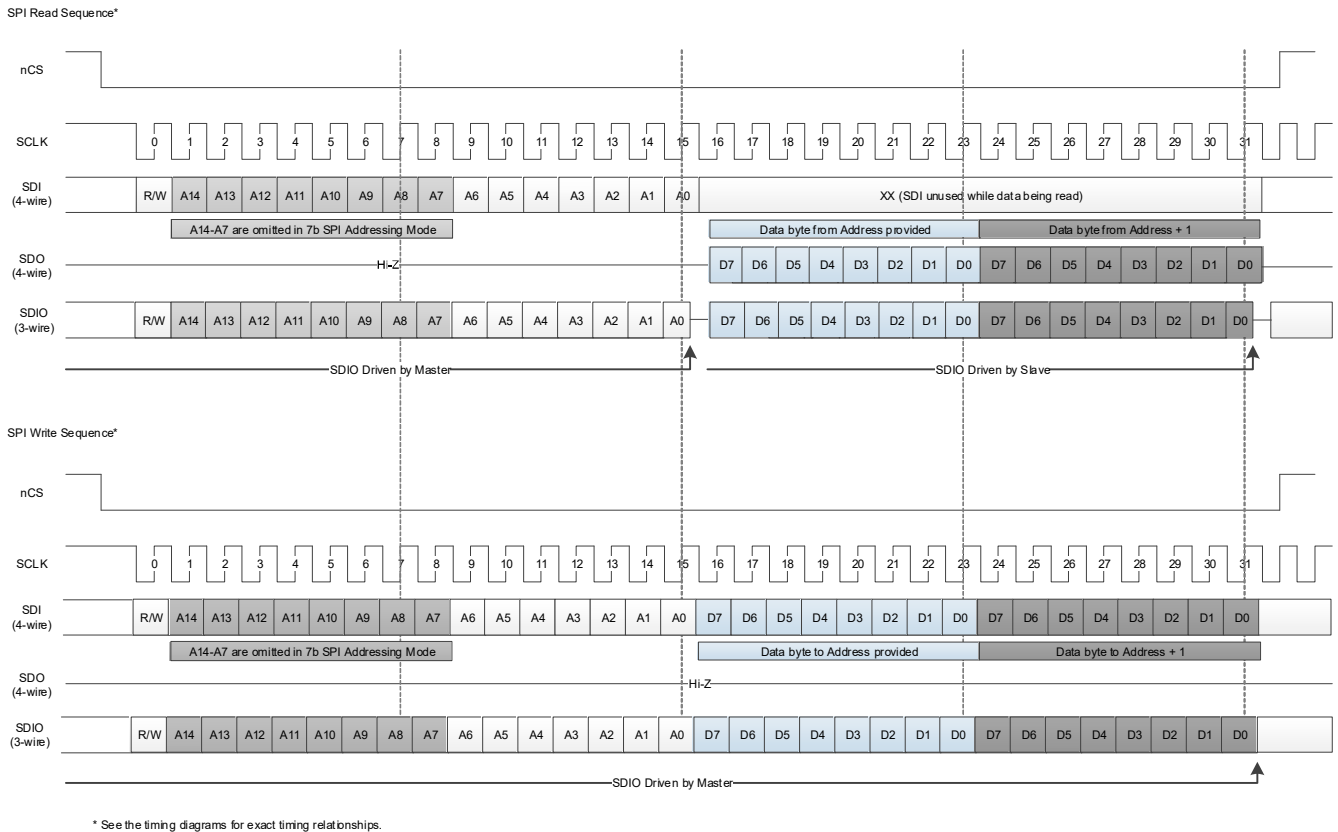 SPI Read Sequence*
nCS
SCLK 0 1 2 3 4 5 6 7 8 9 10 11 12 13 14 15 16 17 18 19 20 21 22 23 24 25 26 27 28 29 30 31
SDI
(4-wire)
R/W A14 A13 A12 A11 A10 A9 A8 A7 A6 A5 A4 A3 A2 A1 A0 XX (SDI unused while data being read)
A14-A7 are omitted in 7b SPI Addressing Mode Data byte from Address provided Data byte from Address + 1
SDO
(4-wire)
Hi-Z D7 D6 D5 D4 D3 D2 D1 D0 D7 D6 D5 D4 D3 D2 D1 D0
SDIO
(3-wire)
R/W A14 A13 A12 A11 A10 A9 A8 A7 A6 A5 A4 A3 A2 A1 A0 D7 D6 D5 D4 D3 D2 D1 D0 D7 D6 D5 D4 D3 D2 D1 D0
SDIO Driven by Master SDIO Driven by Slave
SPI Write Sequence*
nCS
SCLK 0 1 2 3 4 5 6 7 8 9 10 11 12 13 14 15 16 17 18 19 20 21 22 23 24 25 26 27 28 29 30 31
SDI
(4-wire)
R/W A14 A13 A12 A11 A10 A9 A8 A7 A6 A5 A4 A3 A2 A1 A0 D7 D6 D5 D4 D3 D2 D1 D0 D7 D6 D5 D4 D3 D2 D1 D0
A14-A7 are omitted in 7b SPI Addressing Mode Data byte to Address provided Data byte to Address + 1
SDO
(4-wire)
Hi-Z
SDIO
(3-wire)
R/W A14 A13 A12 A11 A10 A9 A8 A7 A6 A5 A4 A3 A2 A1 A0 D7 D6 D5 D4 D3 D2 D1 D0 D7 D6 D5 D4 D3 D2 D1 D0
SDIO Driven by Master
* See the timing diagrams for exact timing relationships.